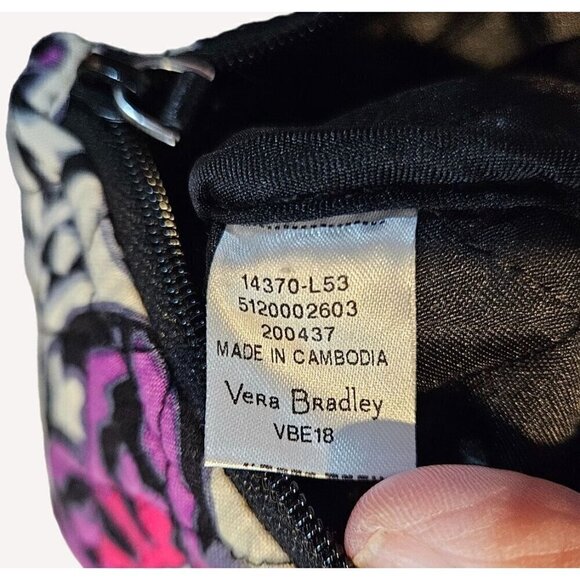 14370-L53
5120002603
200437
MADE IN CAMBODIA
Vera Bradley
VBE18